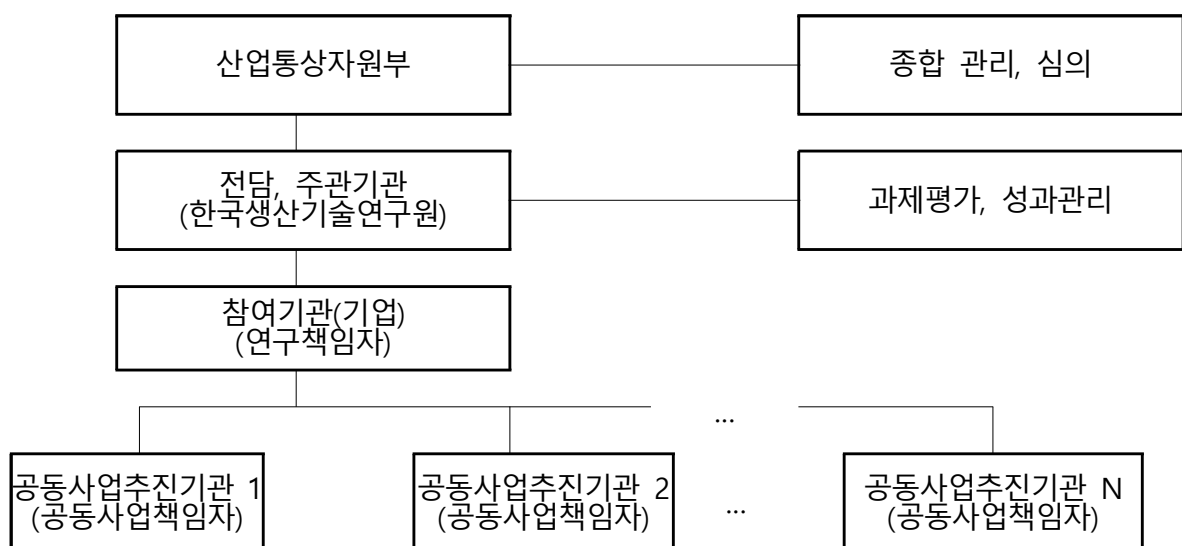 산업통상자원부
종합 관리, 심의
전담, 주관기관
(한국생산기술연구원)
과제평가, 성과관리
참여기관(기업)
(연구책임자)
...
공동사업추진기관 1
(공동사업책임자)
공동사업추진기관 2
(공동사업책임자)
...
공동사업추진기관 N
(공동사업책임자)